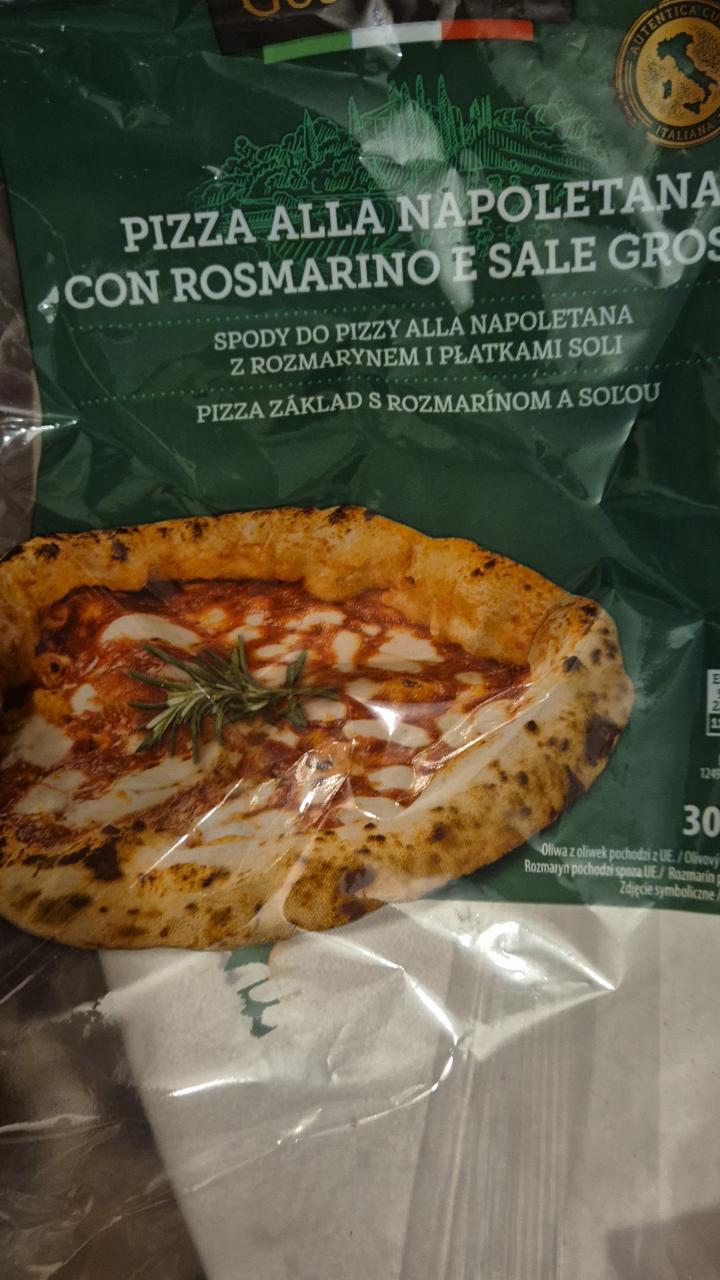 AUTENTICA CU
ITALIANA
PIZZA ALLA NAPOLETANA
CON ROSMARINO E SALE GROS
SPODY DO PIZZY ALLA NAPOLETANA
Z ROZMARYNEM I PŁATKAMI SOLI
PIZZA ZÁKLAD S ROZMARÍNOM A SOĽOU
30
Oliwa z oliwek pochodzi z UE. / Olivový
Rozmaryn pochodzi spoza UE./ Rozmarín p
Zdjęcie symboliczne /